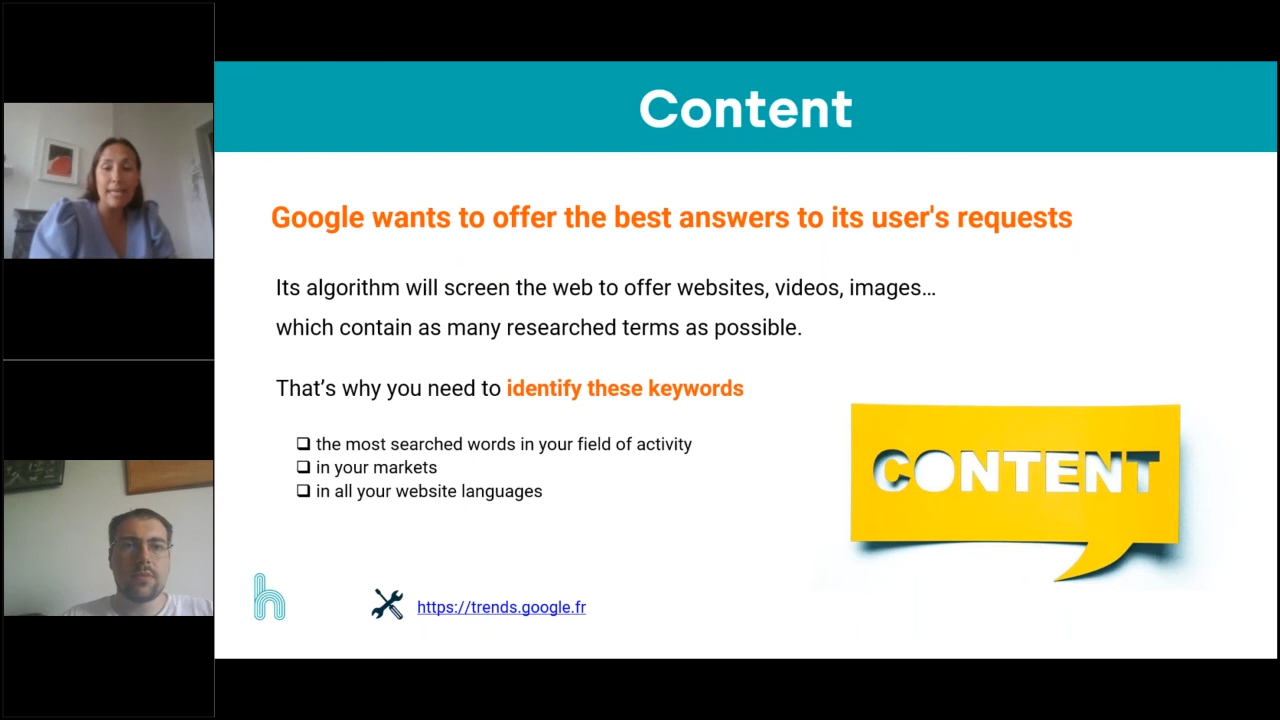 Content
Google wants to offer the best answers to its user's requests
Its algorithm will screen the web to offer websites, videos, images…
which contain as many researched terms as possible.
That’s why you need to identify these keywords
❑ the most searched words in your field of activity
❑ in your markets
❑ in all your website languages
CONTENT
h
https://trends.google.fr